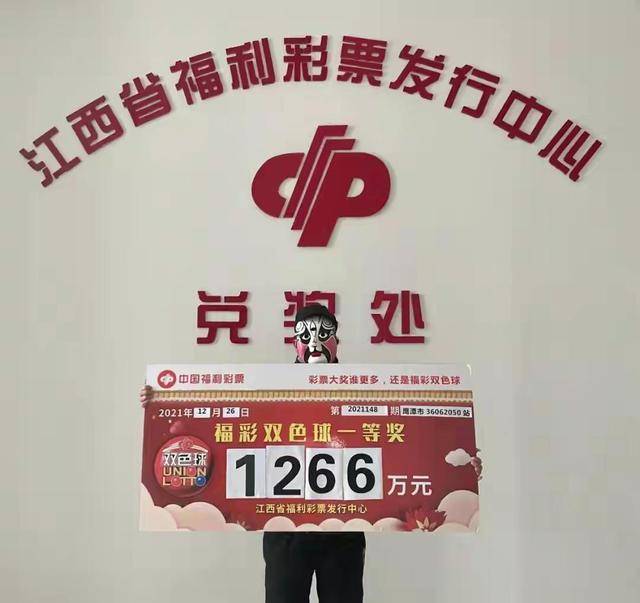 江西省福利彩票发行中心
兑奖处
中国福利彩票 彩票大奖谁更多，还是福彩双色球
2021年12月26日 第2021148期 鹰潭市36062050站
福彩双色球一等奖
双色球
UNION
LOTTO
1266万元
江西省福利彩票发行中心